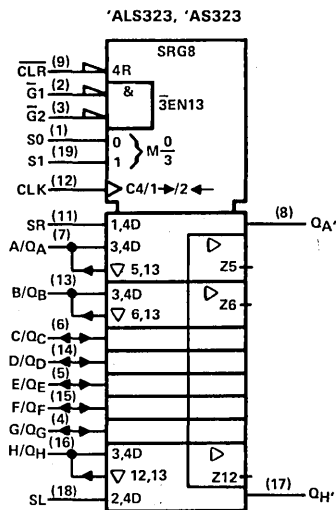 'ALS323, 'AS323
SRG8
CLR (9) 4R
G1 (2) &
G2 (3) 3EN13
S0 (1) 0
S1 (19) 1 M 0/3
CLK (12) C4/1→/2←
SR (11) 1,4D (8) QA'
A/QA (7) 3,4D ▷
▽ 5,13 Z5
B/QB (13) 3,4D ▷
▽ 6,13 Z6
C/QC (6)
D/QD (14)
E/QE (5)
F/QF (15)
G/QG (4)
H/QH (16) 3,4D ▷
▽ 12,13 Z12
SL (18) 2,4D (17) QH'